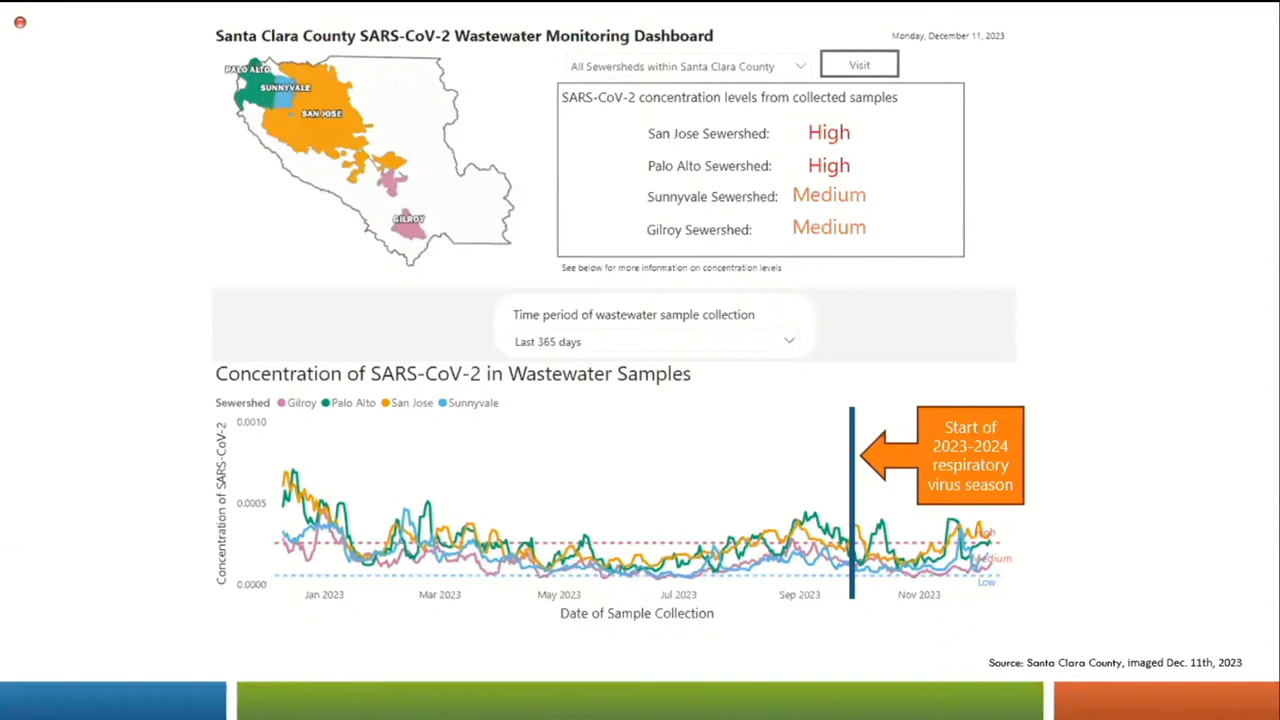 Santa Clara County SARS-CoV-2 Wastewater Monitoring Dashboard
Monday, December 11, 2023
All Sewersheds within Santa Clara County
Visit
PALO ALTO
SUNNYVALE
SAN JOSE
GILROY
SARS-CoV-2 concentration levels from collected samples
San Jose Sewershed: High
Palo Alto Sewershed: High
Sunnyvale Sewershed: Medium
Gilroy Sewershed: Medium
See below for more information on concentration levels
Time period of wastewater sample collection
Last 365 days
Concentration of SARS-CoV-2 in Wastewater Samples
Sewershed Gilroy Palo Alto San Jose Sunnyvale
Concentration of SARS-CoV-2
0.0010
0.0005
0.0000
Start of
2023-2024
respiratory
virus season
High
Medium
Low
Jan 2023 Mar 2023 May 2023 Jul 2023 Sep 2023 Nov 2023
Date of Sample Collection
Source: Santa Clara County, imaged Dec. 11th, 2023